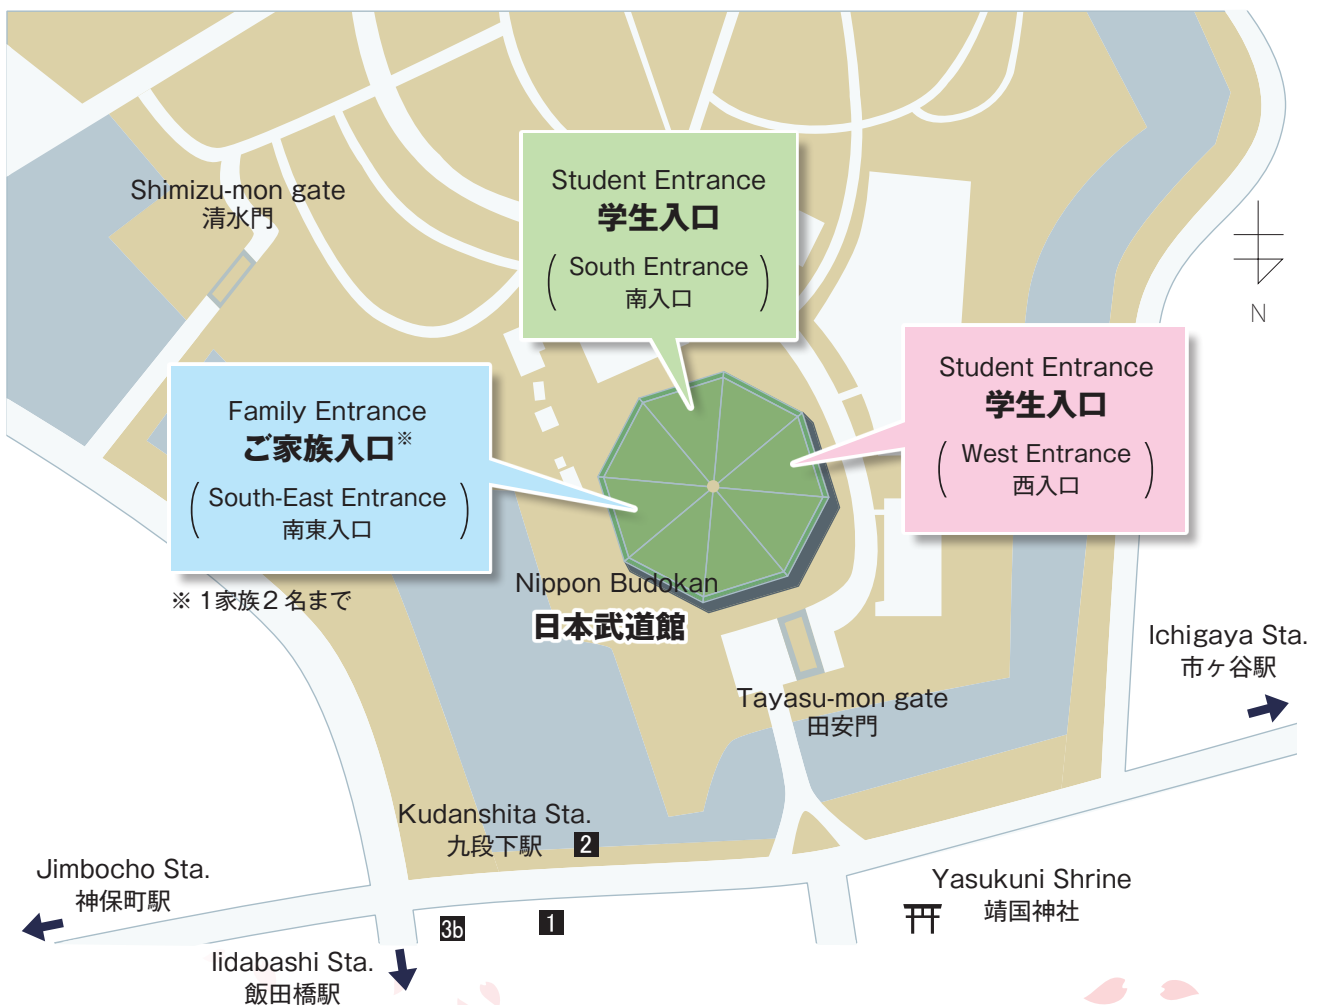 Shimizu-mon gate
清水門
Student Entrance
学生入口
( South Entrance
南入口 )
N
Student Entrance
学生入口
( West Entrance
西入口 )
Family Entrance
ご家族入口※
( South-East Entrance
南東入口 )
※ 1家族2名まで
Nippon Budokan
日本武道館
Ichigaya Sta.
市ヶ谷駅
Tayasu-mon gate
田安門
Kudanshita Sta.
九段下駅 2
Jimbocho Sta.
神保町駅
Yasukuni Shrine
靖国神社
3b
1
Iidabashi Sta.
飯田橋駅